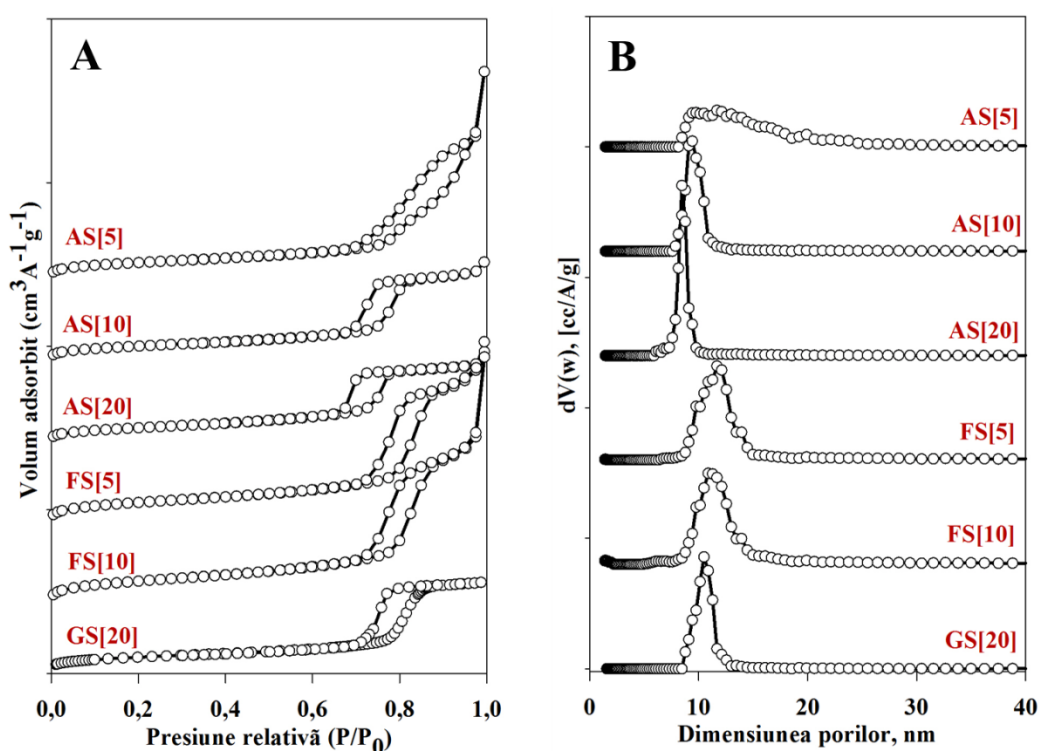 A
AS[5]
AS[10]
AS[20]
FS[5]
FS[10]
GS[20]
Volum adsorbit (cm³A⁻¹g⁻¹)
0,0 0,2 0,4 0,6 0,8 1,0
Presiune relativã (P/P₀)
B
AS[5]
AS[10]
AS[20]
FS[5]
FS[10]
GS[20]
dV(w), [cc/A/g]
0 10 20 30 40
Dimensiunea porilor, nm